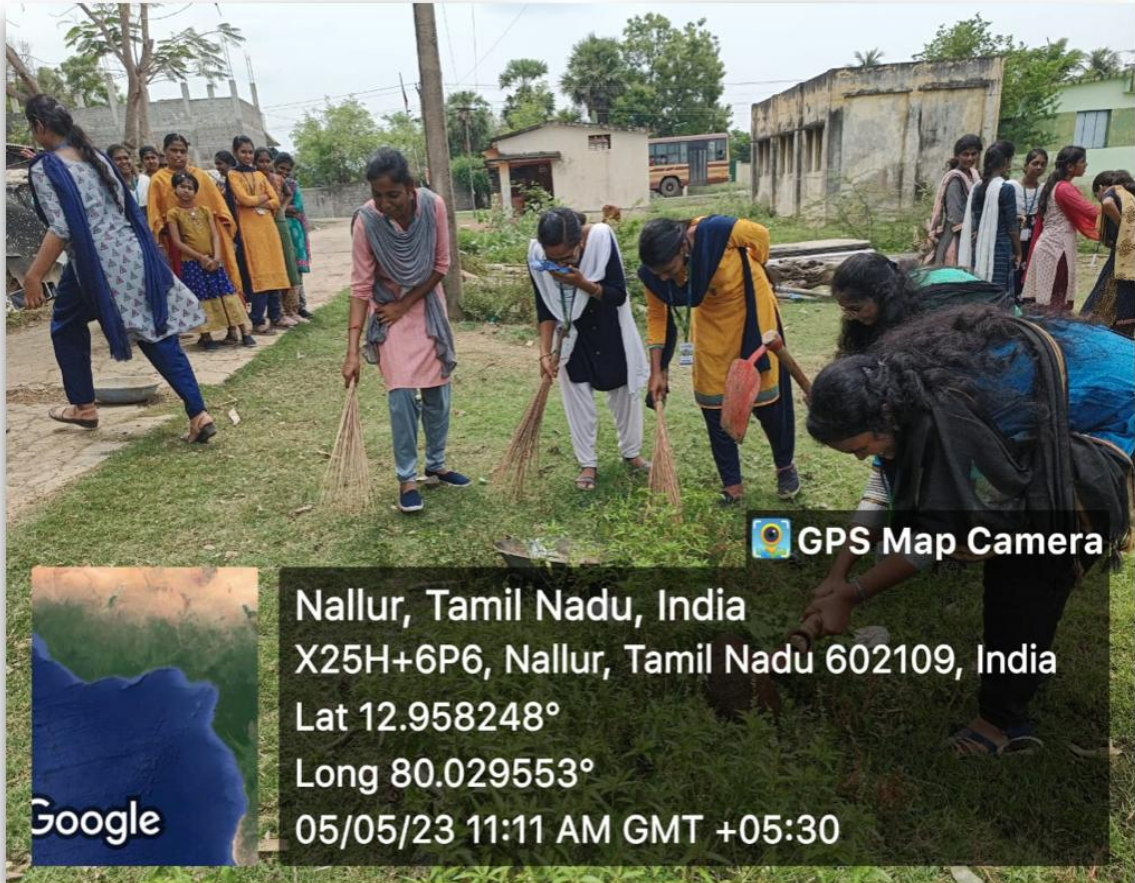 GPS Map Camera
Nallur, Tamil Nadu, India
X25H+6P6, Nallur, Tamil Nadu 602109, India
Lat 12.958248°
Long 80.029553°
05/05/23 11:11 AM GMT +05:30
Google